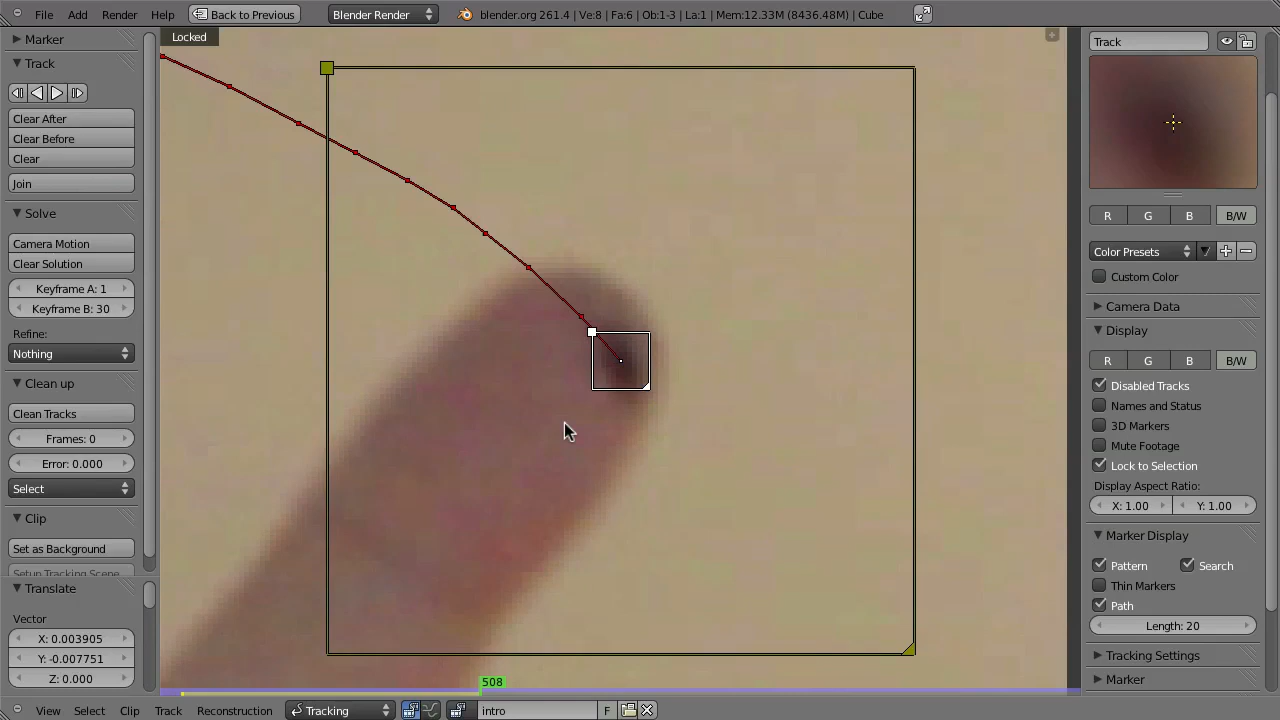 File Add Render Help Back to Previous Blender Render blender.org 261.4 | Ve:8 | Fa:6 | Ob:1-3 | La:1 | Mem:12.33M (8436.48M) | Cube
Marker
Track
Clear After
Clear Before
Clear
Join
Solve
Camera Motion
Clear Solution
Keyframe A: 1
Keyframe B: 30
Refine:
Nothing
Clean up
Clean Tracks
Frames: 0
Error: 0.000
Select
Clip
Set as Background
Setup Tracking Scene
Translate
Vector
X: 0.003905
Y: -0.007751
Z: 0.000
Locked
508
Track
R G B B/W
Color Presets
Custom Color
Camera Data
Display
R G B B/W
Disabled Tracks
Names and Status
3D Markers
Mute Footage
Lock to Selection
Display Aspect Ratio:
X: 1.00 Y: 1.00
Marker Display
Pattern Search
Thin Markers
Path
Length: 20
Tracking Settings
Marker
View Select Clip Track Reconstruction Tracking intro F